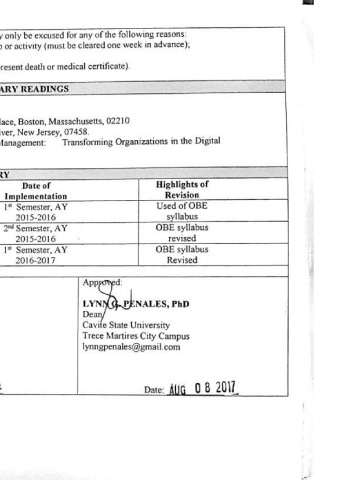 y only be excused for any of the following reasons:
o or activity (must be cleared one week in advance);
resent death or medical certificate).
ARY READINGS
lace, Boston, Massachusetts, 02210
iver, New Jersey, 07458.
Management: Transforming Organizations in the Digital
RY
Date of Implementation
Highlights of Revision
1st Semester, AY 2015-2016
Used of OBE syllabus
2nd Semester, AY 2015-2016
OBE syllabus revised
1st Semester, AY 2016-2017
OBE syllabus Revised
Approved:
LYNN G. PENALES, PhD
Dean
Cavite State University
Trece Martires City Campus
lynngpenales@gmail.com
Date: AUG 08 2017